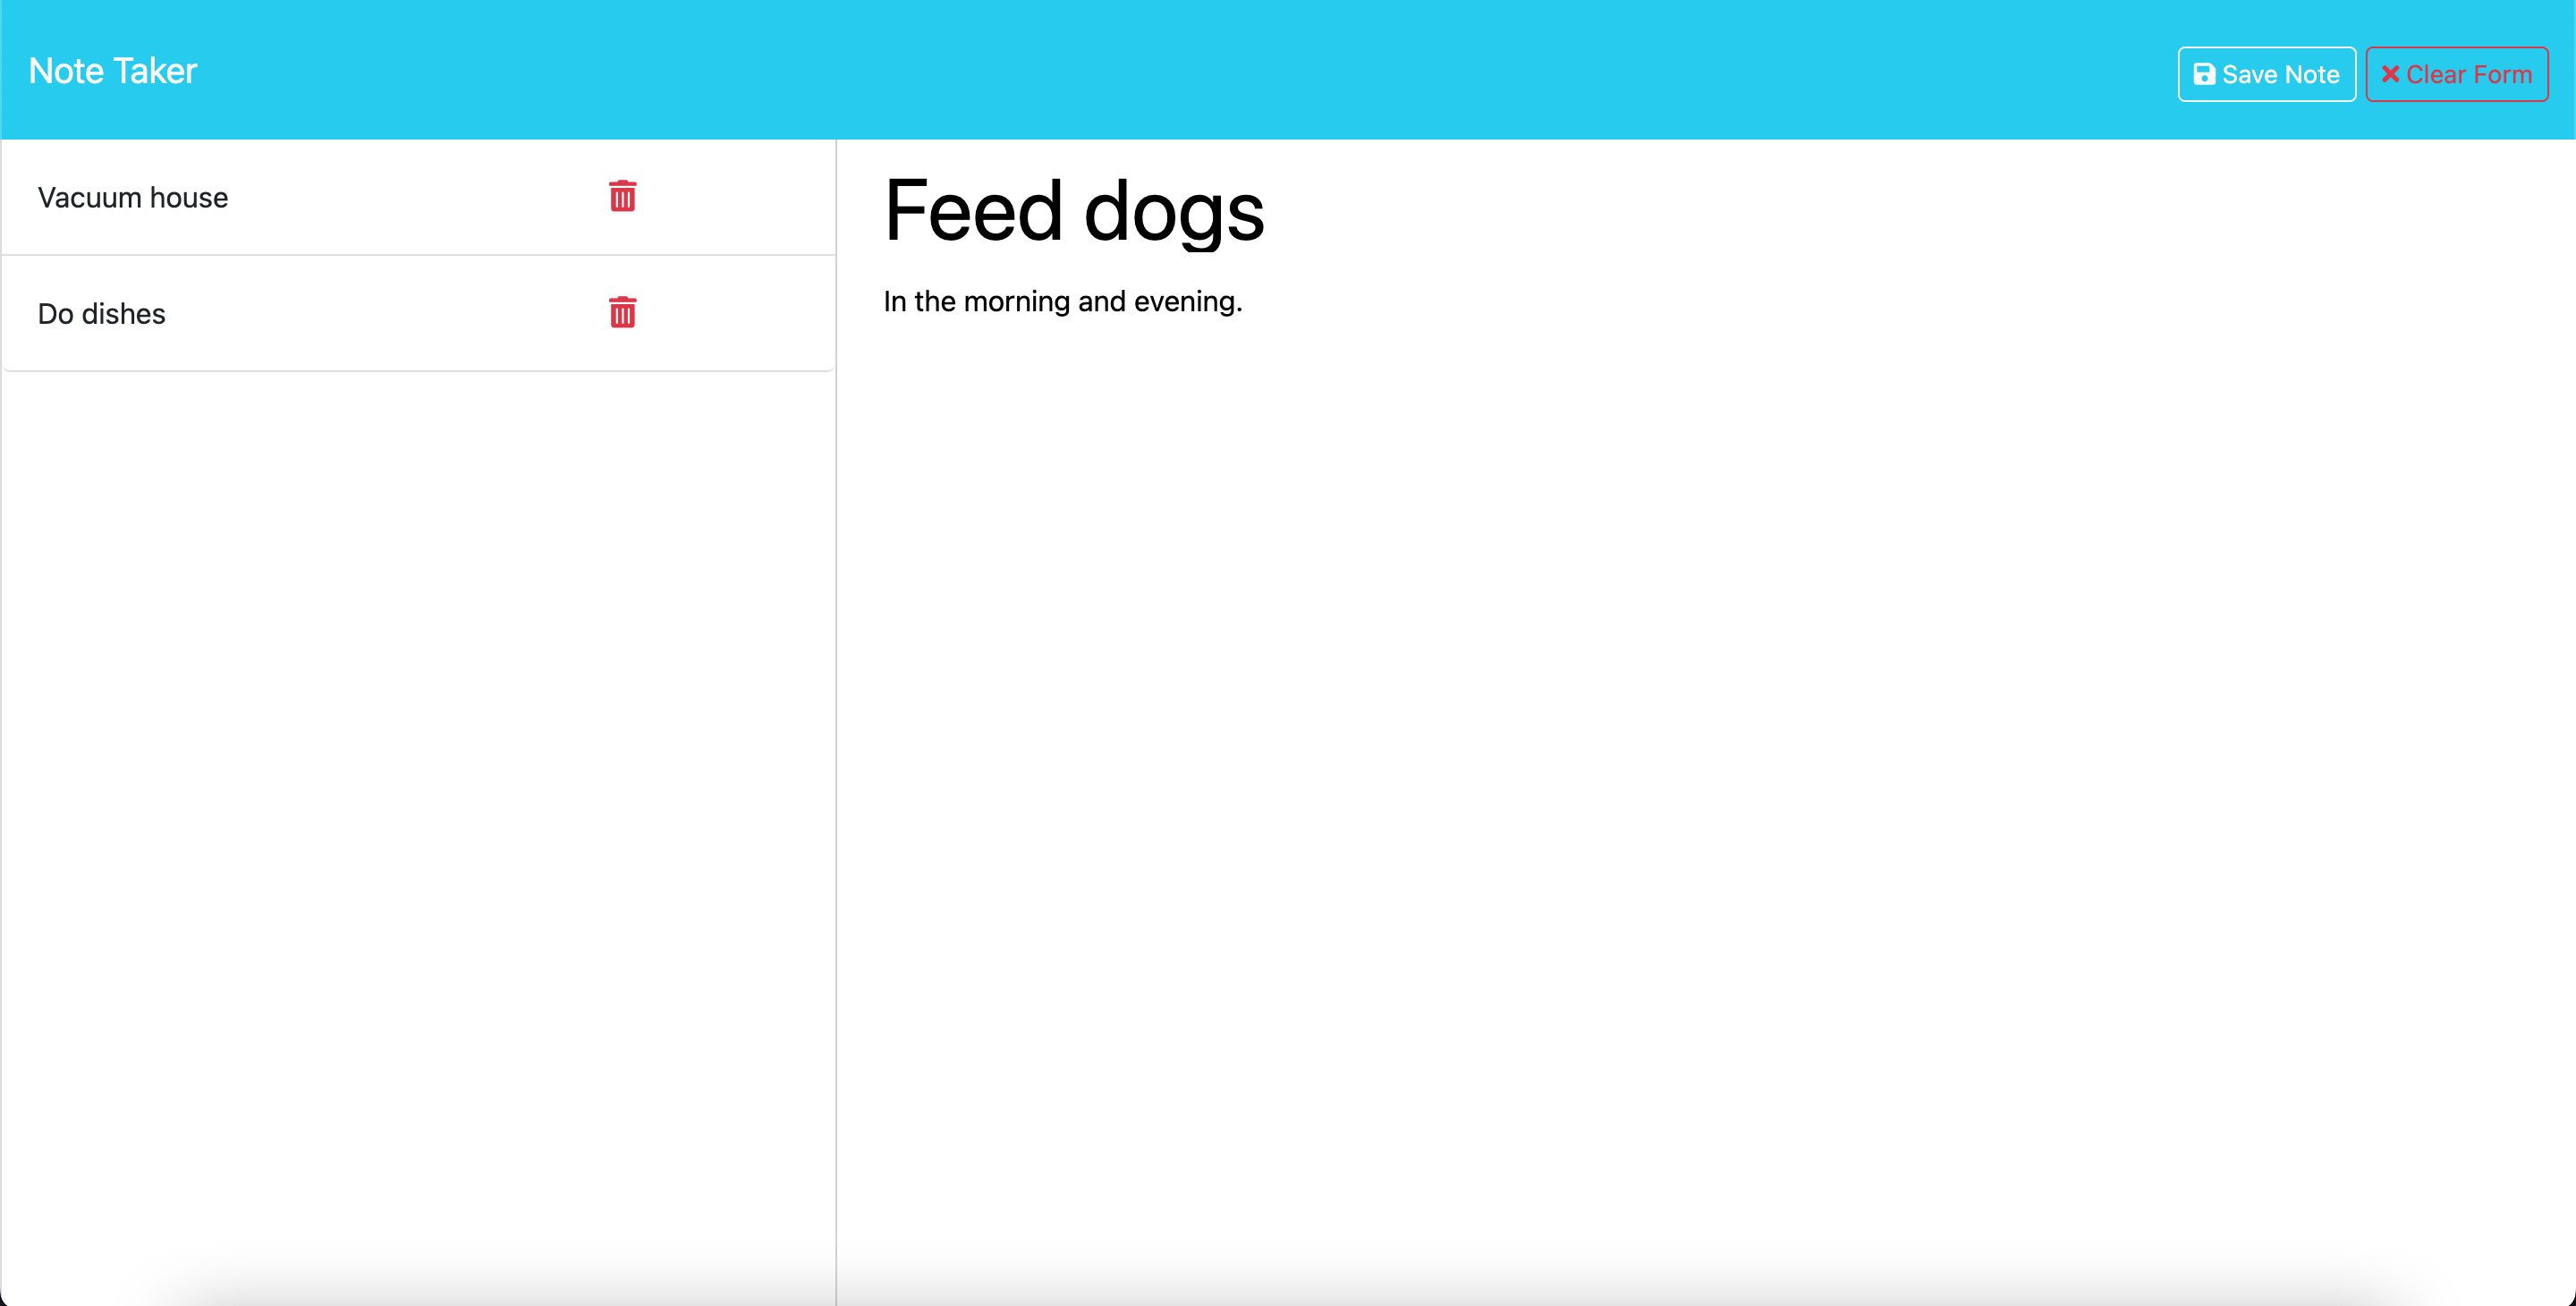 Note Taker
Save Note
Clear Form
Vacuum house
Do dishes
Feed dogs
In the morning and evening.